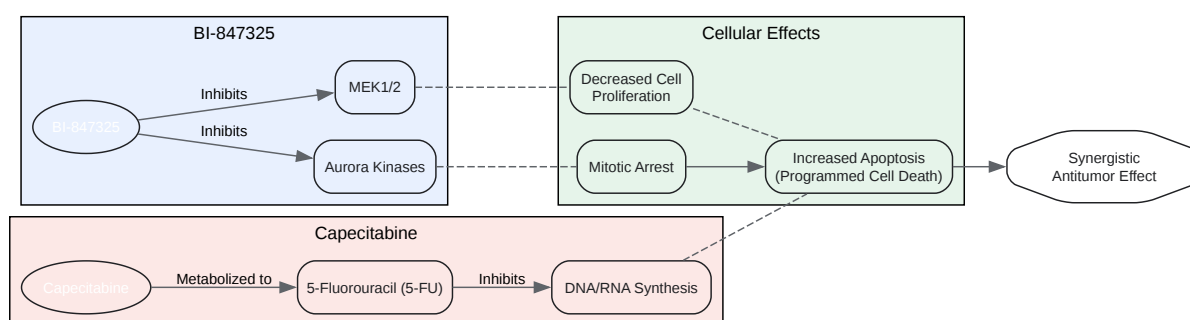 BI-847325
Cellular Effects
BI-847325
Inhibits
MEK1/2
Inhibits
Aurora Kinases
Decreased Cell
Proliferation
Mitotic Arrest
Increased Apoptosis
(Programmed Cell Death)
Synergistic
Antitumor Effect
Capecitabine
Capecitabine
Metabolized to
5-Fluorouracil (5-FU)
Inhibits
DNA/RNA Synthesis